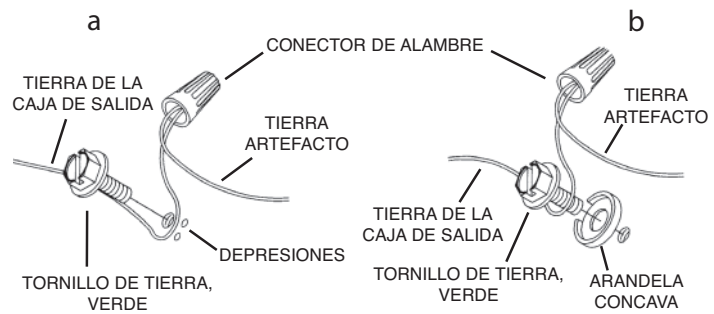 a
b
CONECTOR DE ALAMBRE
TIERRA DE LA
CAJA DE SALIDA
TIERRA
ARTEFACTO
DEPRESIONES
TORNILLO DE TIERRA,
VERDE
TIERRA
ARTEFACTO
TIERRA DE LA
CAJA DE SALIDA
TORNILLO DE TIERRA,
VERDE
ARANDELA
CONCAVA